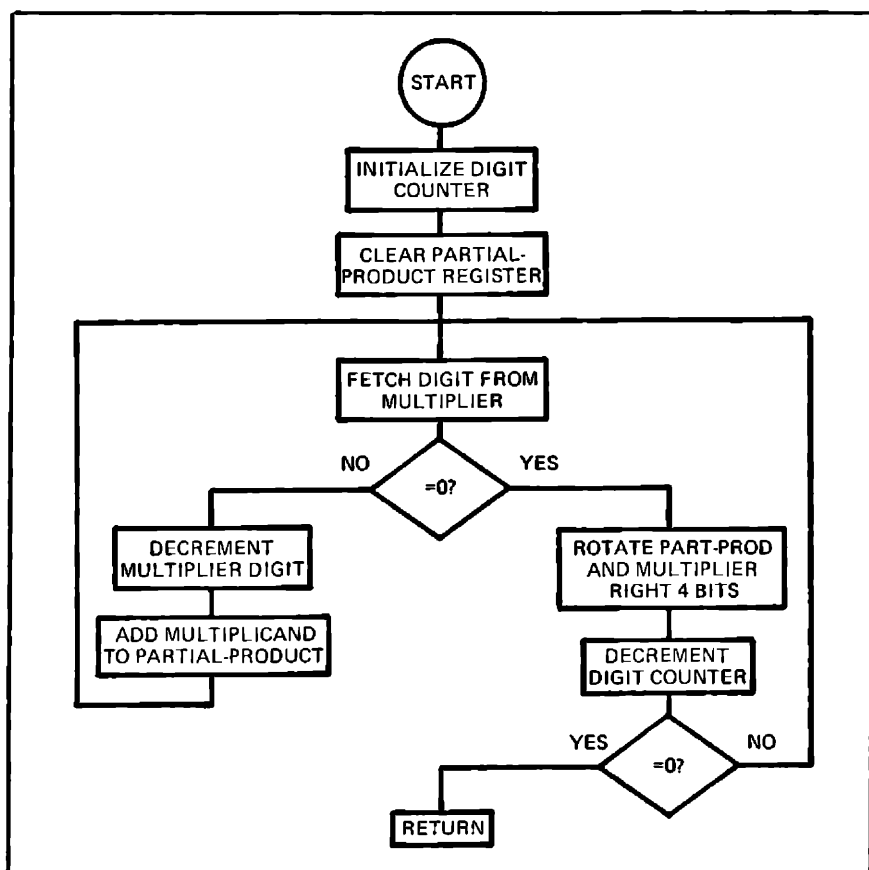 START
INITIALIZE DIGIT
COUNTER
CLEAR PARTIAL-
PRODUCT REGISTER
FETCH DIGIT FROM
MULTIPLIER
NO
YES
=0?
DECREMENT
MULTIPLIER DIGIT
ADD MULTIPLICAND
TO PARTIAL-PRODUCT
ROTATE PART-PROD
AND MULTIPLIER
RIGHT 4 BITS
DECREMENT
DIGIT COUNTER
YES
NO
=0?
RETURN